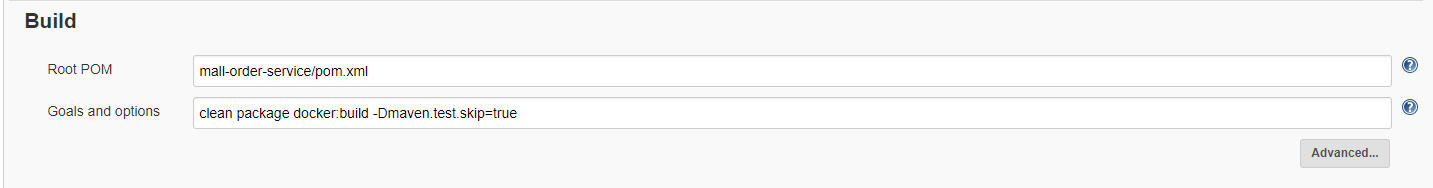 Build
Root POM
mall-order-service/pom.xml
Goals and options
clean package docker:build -Dmaven.test.skip=true
Advanced...